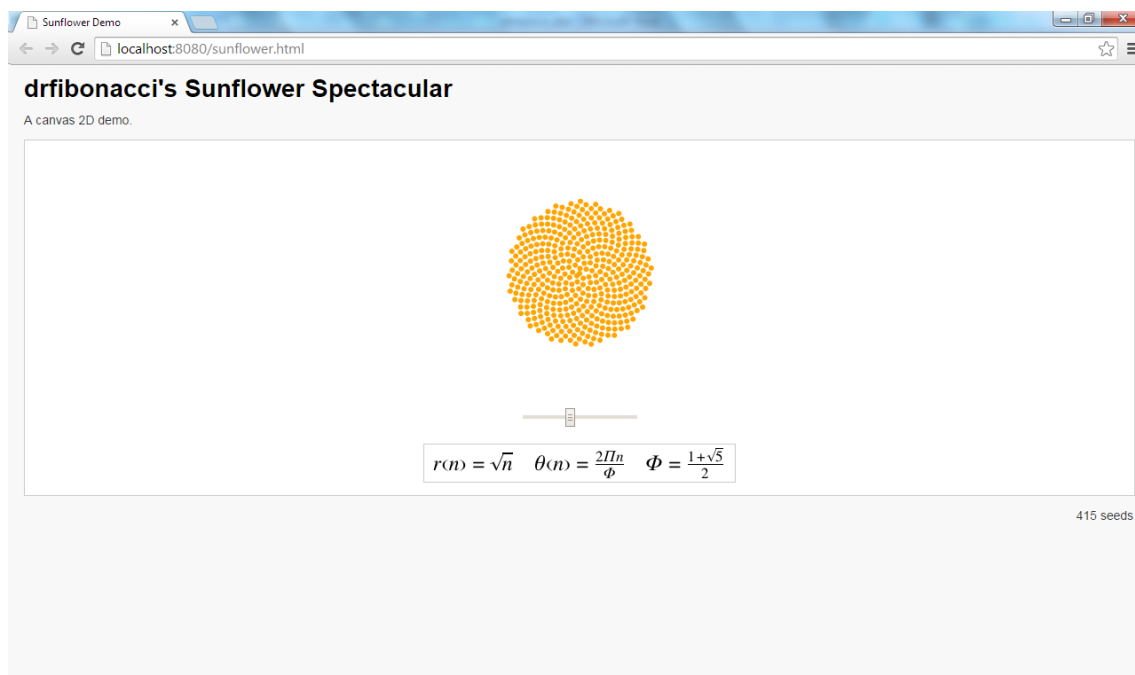 Sunflower Demo
localhost:8080/sunflower.html
drfibonacci's Sunflower Spectacular
A canvas 2D demo.
r(n) = √n θ(n) = 2Πn/Φ Φ = 1+√5/2
415 seeds